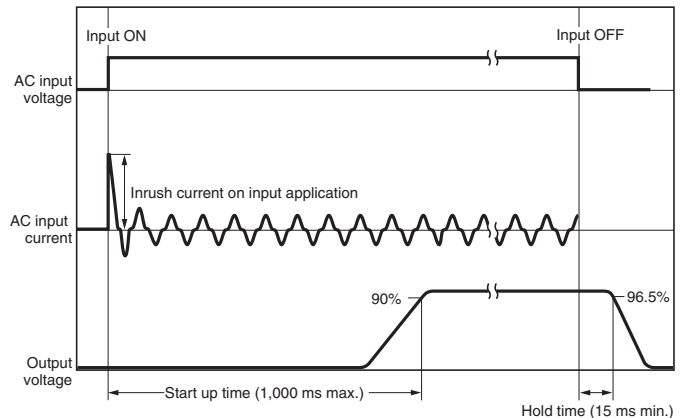 Input ON
Input OFF
AC input
voltage
Inrush current on input application
AC input
current
90%
96.5%
Output
voltage
Start up time (1,000 ms max.)
Hold time (15 ms min.)